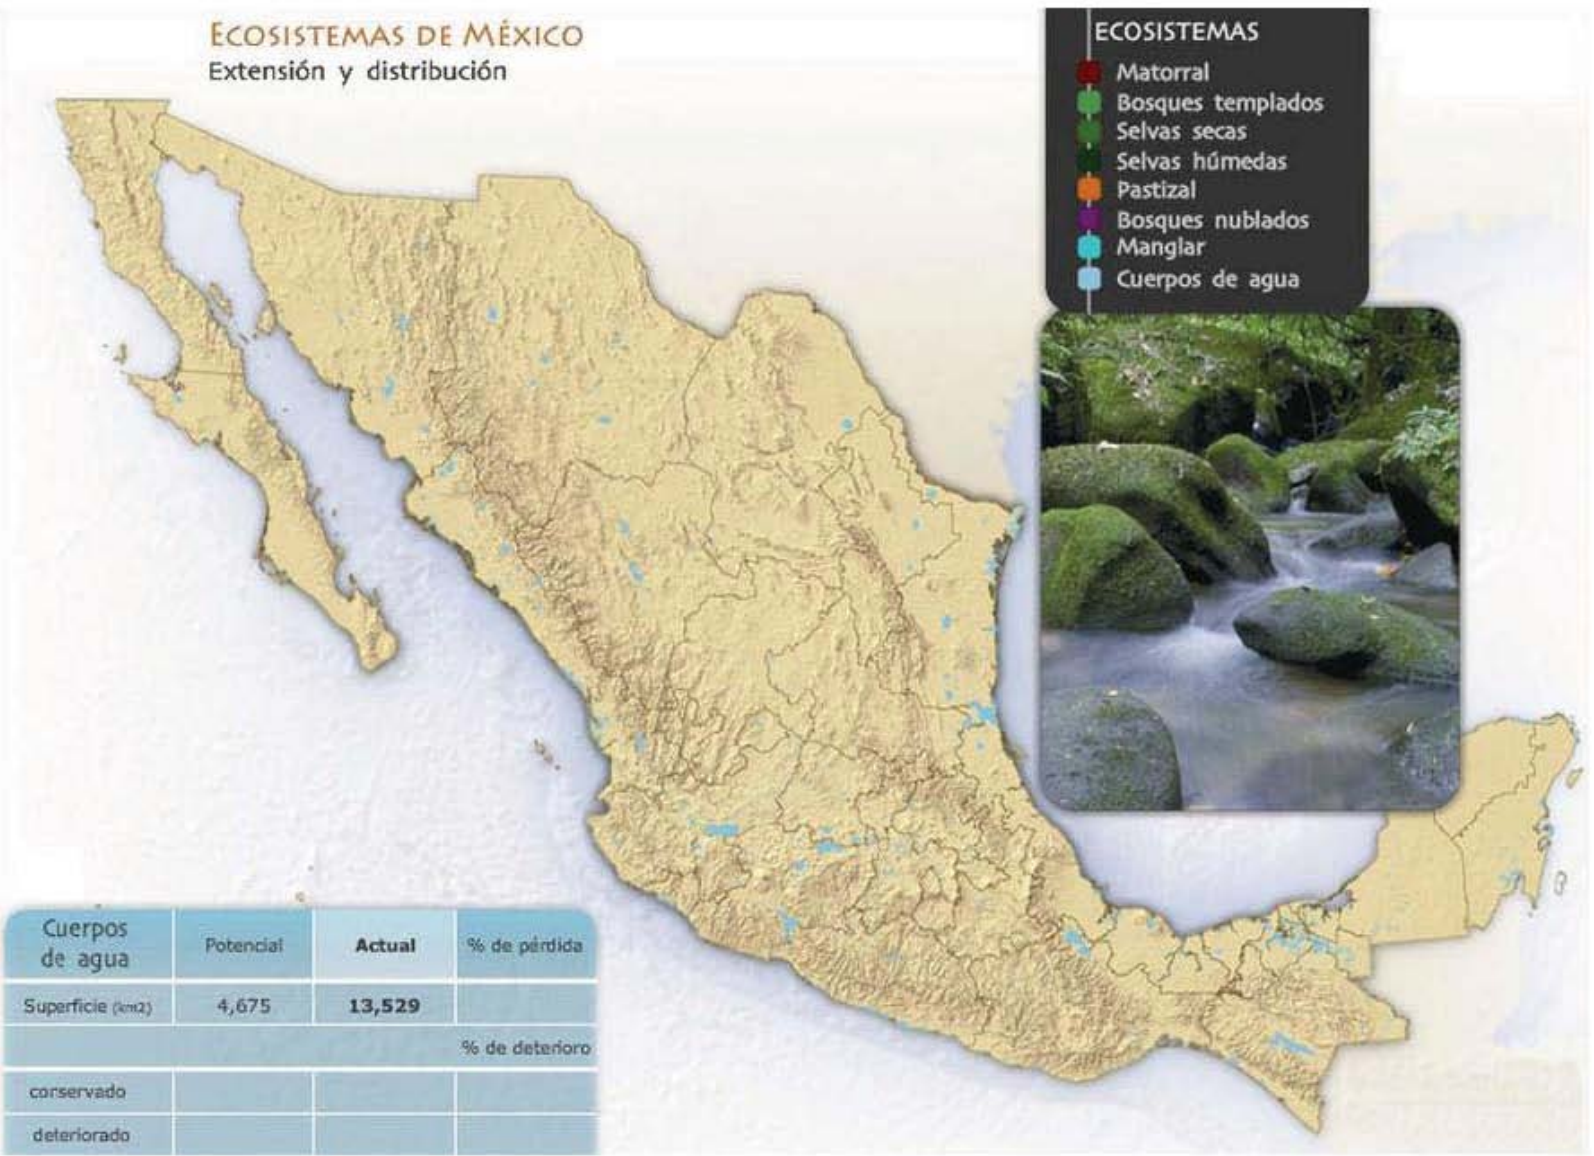 ECOSISTEMAS DE MÉXICO
Extensión y distribución
ECOSISTEMAS
Matorral
Bosques templados
Selvas secas
Selvas húmedas
Pastizal
Bosques nublados
Manglar
Cuerpos de agua
Cuerpos
de agua
Potencial
Actual
% de pérdida
Superficie (km2)
4,675
13,529
% de deterioro
conservado
deteriorado